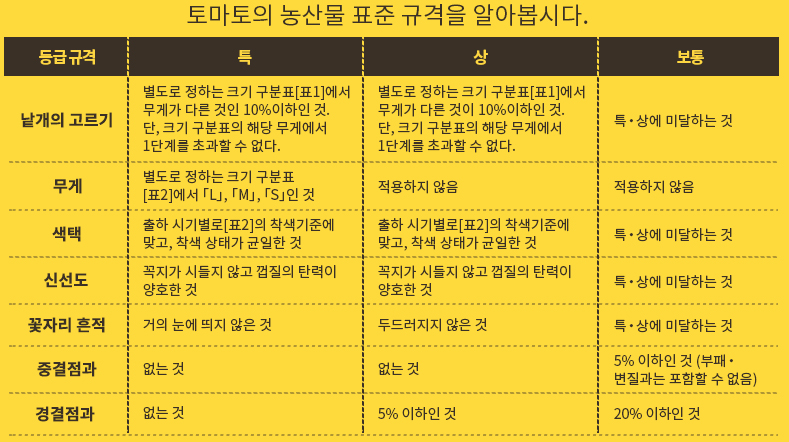 토마토의 농산물 표준 규격을 알아봅시다.
등급 규격 특 상 보통
낱개의 고르기
별도로 정하는 크기 구분표[표1]에서
무게가 다른 것인 10%이하인 것.
단, 크기 구분표의 해당 무게에서
1단계를 초과할 수 없다.
별도로 정하는 크기 구분표[표1]에서
무게가 다른 것이 10%이하인 것.
단, 크기 구분표의 해당 무게에서
1단계를 초과할 수 없다.
특·상에 미달하는 것
무게
별도로 정하는 크기 구분표
[표2]에서 「L」, 「M」, 「S」인 것
적용하지 않음
적용하지 않음
색택
출하 시기별로[표2]의 착색기준에
맞고, 착색 상태가 균일한 것
출하 시기별로[표2]의 착색기준에
맞고, 착색 상태가 균일한 것
특·상에 미달하는 것
신선도
꼭지가 시들지 않고 껍질의 탄력이
양호한 것
꼭지가 시들지 않고 껍질의 탄력이
양호한 것
특·상에 미달하는 것
꽃자리 흔적
거의 눈에 띄지 않은 것
두드러지지 않은 것
특·상에 미달하는 것
중결점과
없는 것
없는 것
5% 이하인 것 (부패·
변질과는 포함할 수 없음)
경결점과
없는 것
5% 이하인 것
20% 이하인 것